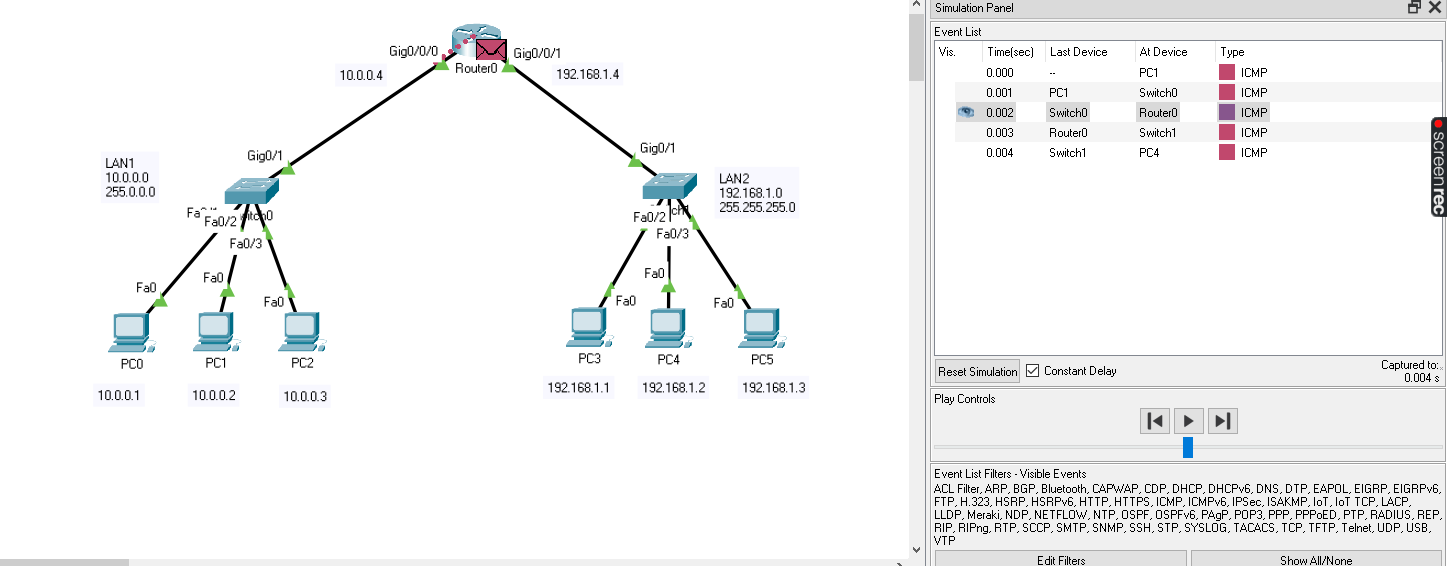 Gig0/0/0
Gig0/0/1
Router0
10.0.0.4
192.168.1.4
Gig0/1
Gig0/1
LAN1
10.0.0.0
255.0.0.0
LAN2
192.168.1.0
255.255.255.0
Fa0/2
Fa0/3
Fa0/2
Fa0/3
Fa0
Fa0
Fa0
Fa0
Fa0
Fa0
PC0
PC1
PC2
PC3
PC4
PC5
10.0.0.1
10.0.0.2
10.0.0.3
192.168.1.1
192.168.1.2
192.168.1.3
Simulation Panel
Event List
Vis. Time(sec) Last Device At Device Type
0.000 -- PC1 ICMP
0.001 PC1 Switch0 ICMP
0.002 Switch0 Router0 ICMP
0.003 Router0 Switch1 ICMP
0.004 Switch1 PC4 ICMP
Reset Simulation Constant Delay
Captured to:
0.004 s
Play Controls
Event List Filters - Visible Events
ACL Filter, ARP, BGP, Bluetooth, CAPWAP, CDP, DHCP, DHCPv6, DNS, DTP, EAPOL, EIGRP, EIGRPv6,
FTP, H.323, HSRP, HSRPv6, HTTP, HTTPS, ICMP, ICMPv6, IPSec, ISAKMP, IoT, IoT TCP, LACP,
LLDP, Meraki, NDP, NETFLOW, NTP, OSPF, OSPFv6, PAgP, POP3, PPP, PPPoED, PTP, RADIUS, REP,
RIP, RIPng, RTP, SCCP, SMTP, SNMP, SSH, STP, SYSLOG, TACACS, TCP, TFTP, Telnet, UDP, USB,
VTP
Edit Filters Show All/None
screenrec